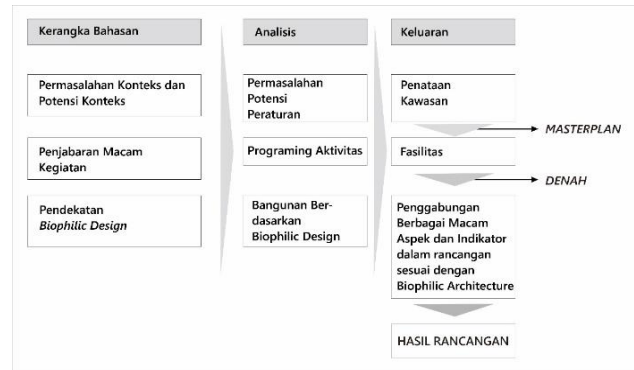 Kerangka Bahasan
Permasalahan Konteks dan
Potensi Konteks
Penjabaran Macam
Kegiatan
Pendekatan
Biophilic Design
Analisis
Permasalahan
Potensi
Peraturan
Programing Aktivitas
Bangunan Ber-
dasarkan
Biophilic Design
Keluaran
Penataan
Kawasan
MASTERPLAN
Fasilitas
DENAH
Penggabungan
Berbagai Macam
Aspek dan Indikator
dalam rancangan
sesuai dengan
Biophilic Architecture
HASIL RANCANGAN